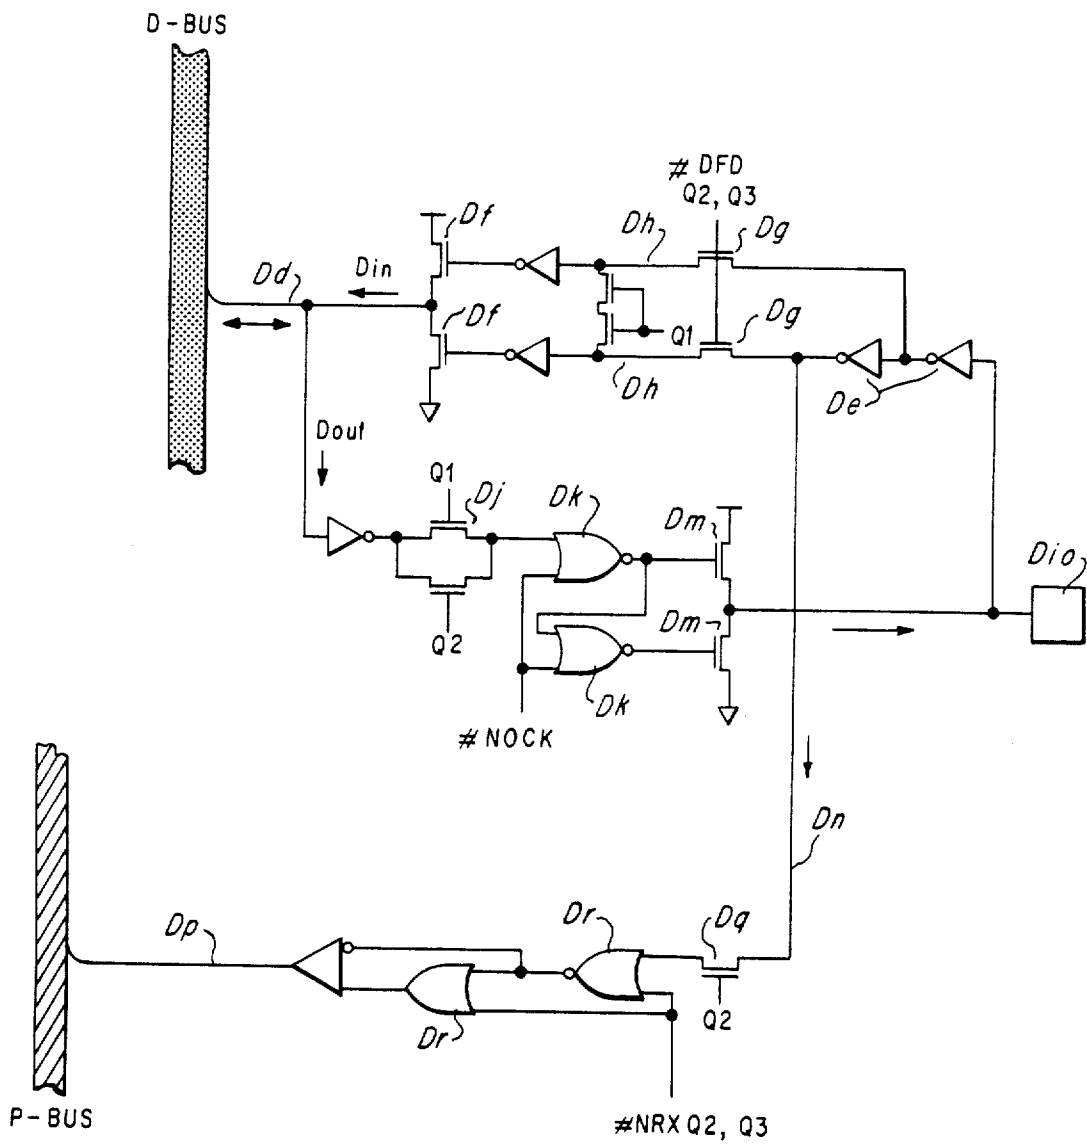 D-BUS
# DFD
Q2, Q3
Df
Dh
Dg
Din
Dd
Df
Dg
Q1
Dh
De
Dout
Q1
Dj
Dk
Dm
Dio
Dm
Q2
Dk
# NOCK
Dn
Dp
Dr
Dq
Q2
Dr
P-BUS
#NRX Q2, Q3